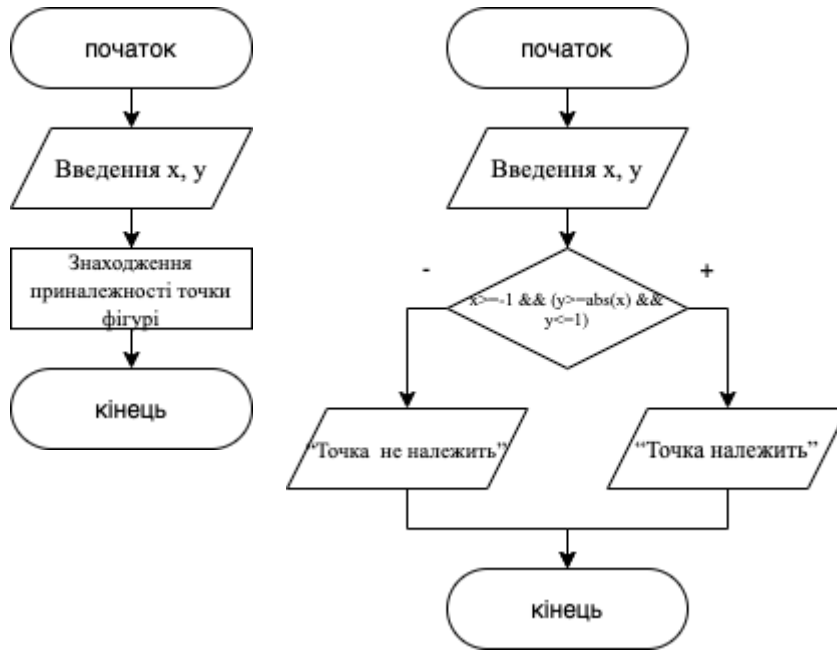 початок
Введення x, y
Знаходження
приналежності точки
фігурі
кінець
початок
Введення x, y
-
+
x>=-1 && (y>=abs(x) &&
y<=1)
“Точка не належить”
“Точка належить”
кінець